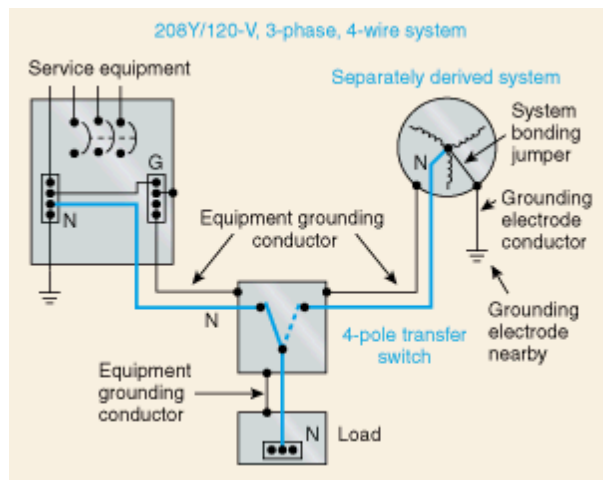 208Y/120-V, 3-phase, 4-wire system
Service equipment
Separately derived system
System
bonding
jumper
G
N
N
Equipment grounding
conductor
Grounding
electrode
conductor
N
4-pole transfer
switch
Grounding
electrode
nearby
Equipment
grounding
conductor
N
Load